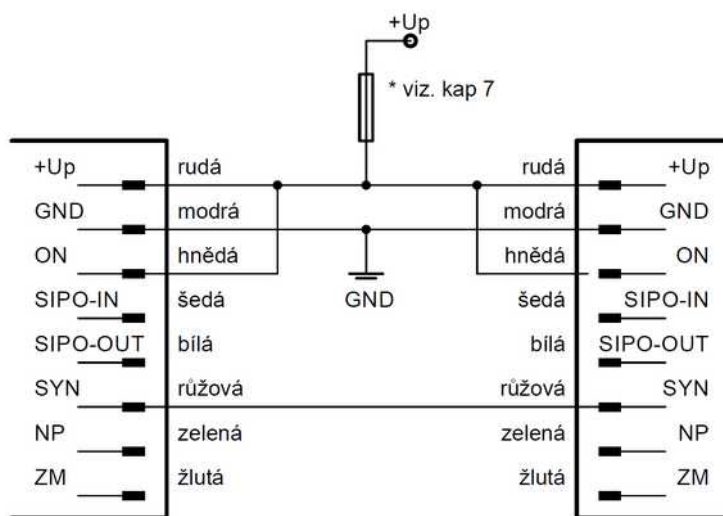 +Up
* viz. kap 7
+Up rudá rudá +Up
GND modrá modrá GND
ON hnědá hnědá ON
SIPO-IN šedá GND šedá SIPO-IN
SIPO-OUT bílá bílá SIPO-OUT
SYN růžová růžová SYN
NP zelená zelená NP
ZM žlutá žlutá ZM